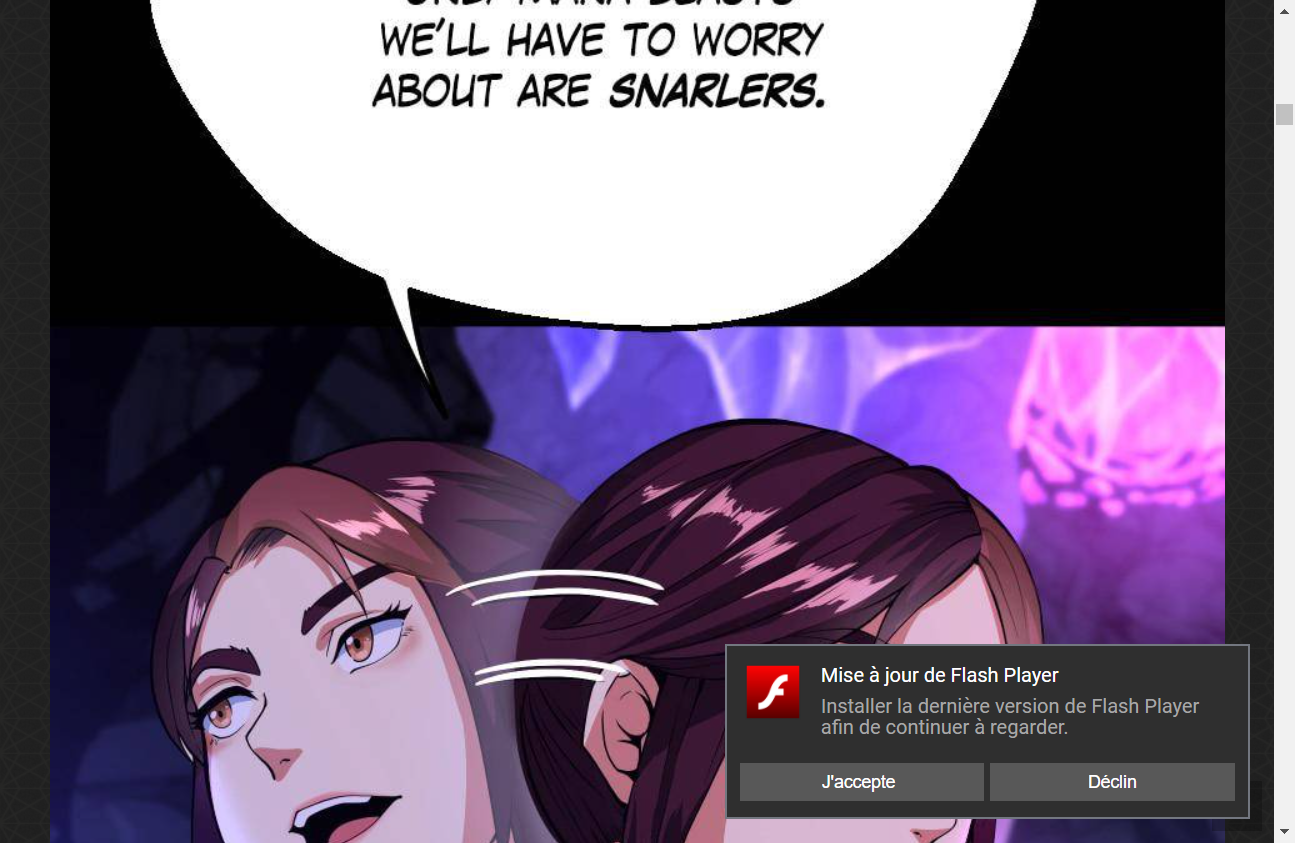 WE'LL HAVE TO WORRY
ABOUT ARE SNARLERS.
Mise à jour de Flash Player
Installer la dernière version de Flash Player
afin de continuer à regarder.
J'accepte
Déclin